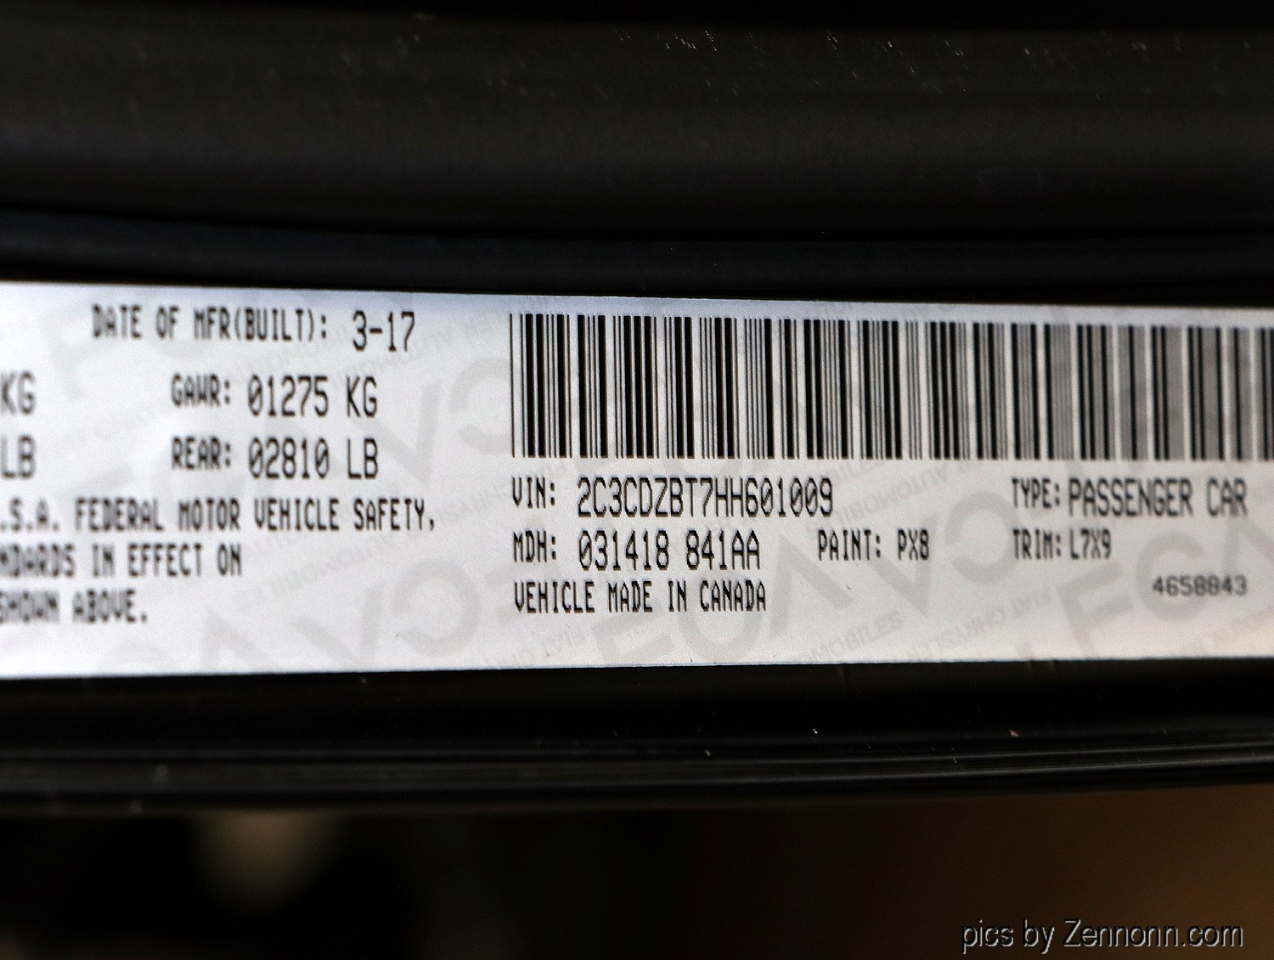 DATE OF MFR(BUILT): 3-17
KG GAWR: 01275 KG
LB REAR: 02810 LB
.S.A. FEDERAL MOTOR VEHICLE SAFETY,
NDARDS IN EFFECT ON
SHOWN ABOVE.
VIN: 2C3CDZBT7HH601009 TYPE: PASSENGER CAR
MDH: 031418 841AA PAINT: PX8 TRIM: L7X9
VEHICLE MADE IN CANADA
4658843
pics by Zennonn.com